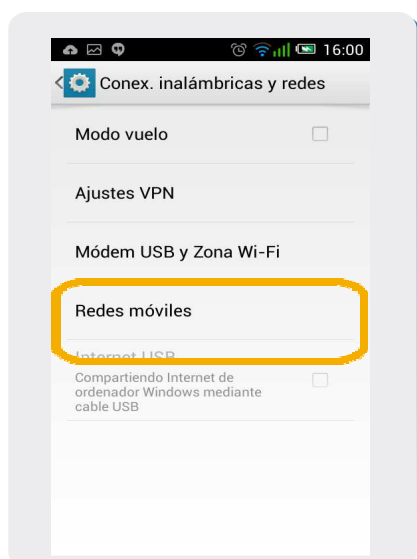 16:00
Conex. inalámbricas y redes
Modo vuelo
Ajustes VPN
Módem USB y Zona Wi-Fi
Redes móviles
Internet USB
Compartiendo Internet de
ordenador Windows mediante
cable USB